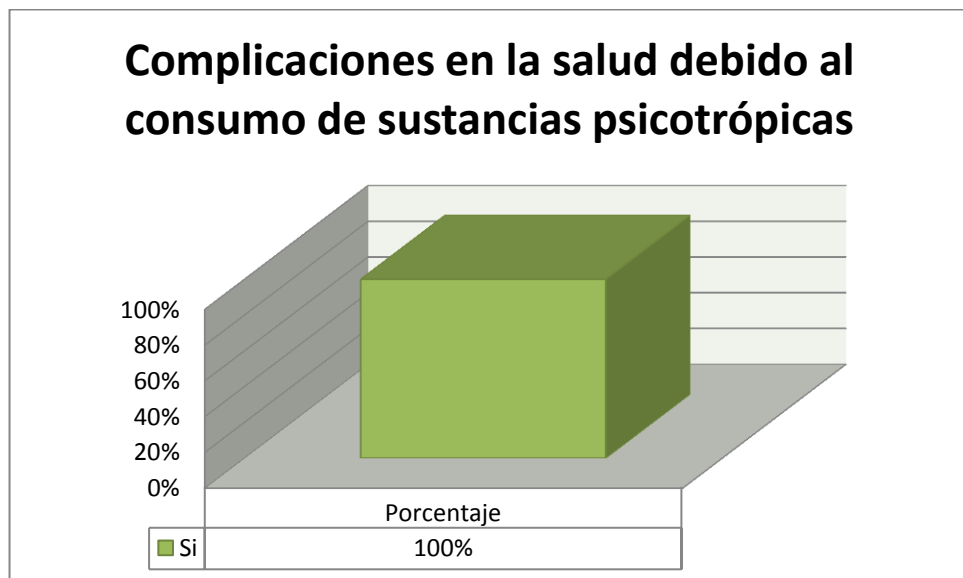 Complicaciones en la salud debido al
consumo de sustancias psicotrópicas
100%
80%
60%
40%
20%
0%
Porcentaje
Si 100%